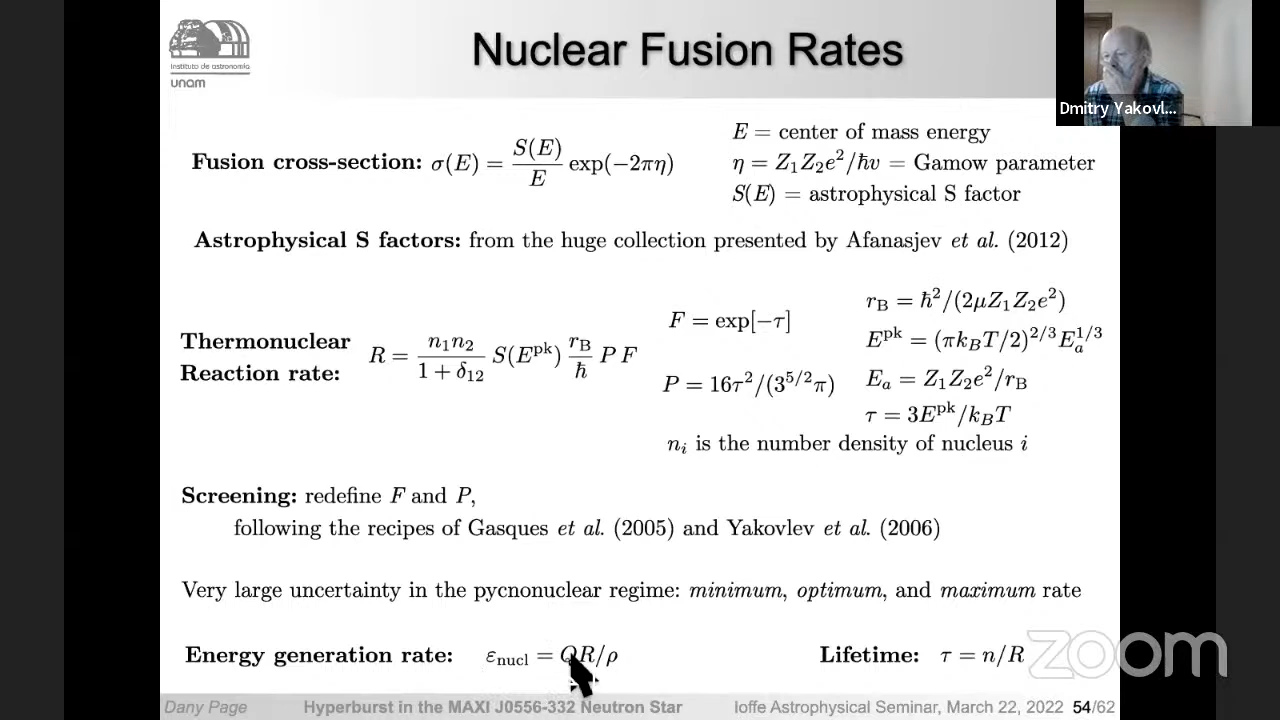 Instituto de astronomía
unam
Nuclear Fusion Rates
Dmitry Yakovl...
Fusion cross-section: σ(E) = S(E)/E exp(−2πη)
E = center of mass energy
η = Z₁Z₂e²/ℏv = Gamow parameter
S(E) = astrophysical S factor
Astrophysical S factors: from the huge collection presented by Afanasjev et al. (2012)
Thermonuclear
Reaction rate:
R = n₁n₂/(1 + δ₁₂) S(E^pk) r_B/ℏ P F
F = exp[−τ]
P = 16τ²/(3^{5/2}π)
r_B = ℏ²/(2μZ₁Z₂e²)
E^pk = (πk_BT/2)^{2/3}E_a^{1/3}
E_a = Z₁Z₂e²/r_B
τ = 3E^pk/k_BT
n_i is the number density of nucleus i
Screening: redefine F and P,
following the recipes of Gasques et al. (2005) and Yakovlev et al. (2006)
Very large uncertainty in the pycnonuclear regime: minimum, optimum, and maximum rate
Energy generation rate: ε_nucl = QR/ρ
Lifetime: τ = n/R
zoom
Dany Page
Hyperburst in the MAXI J0556-332 Neutron Star
Ioffe Astrophysical Seminar, March 22, 2022
54/62